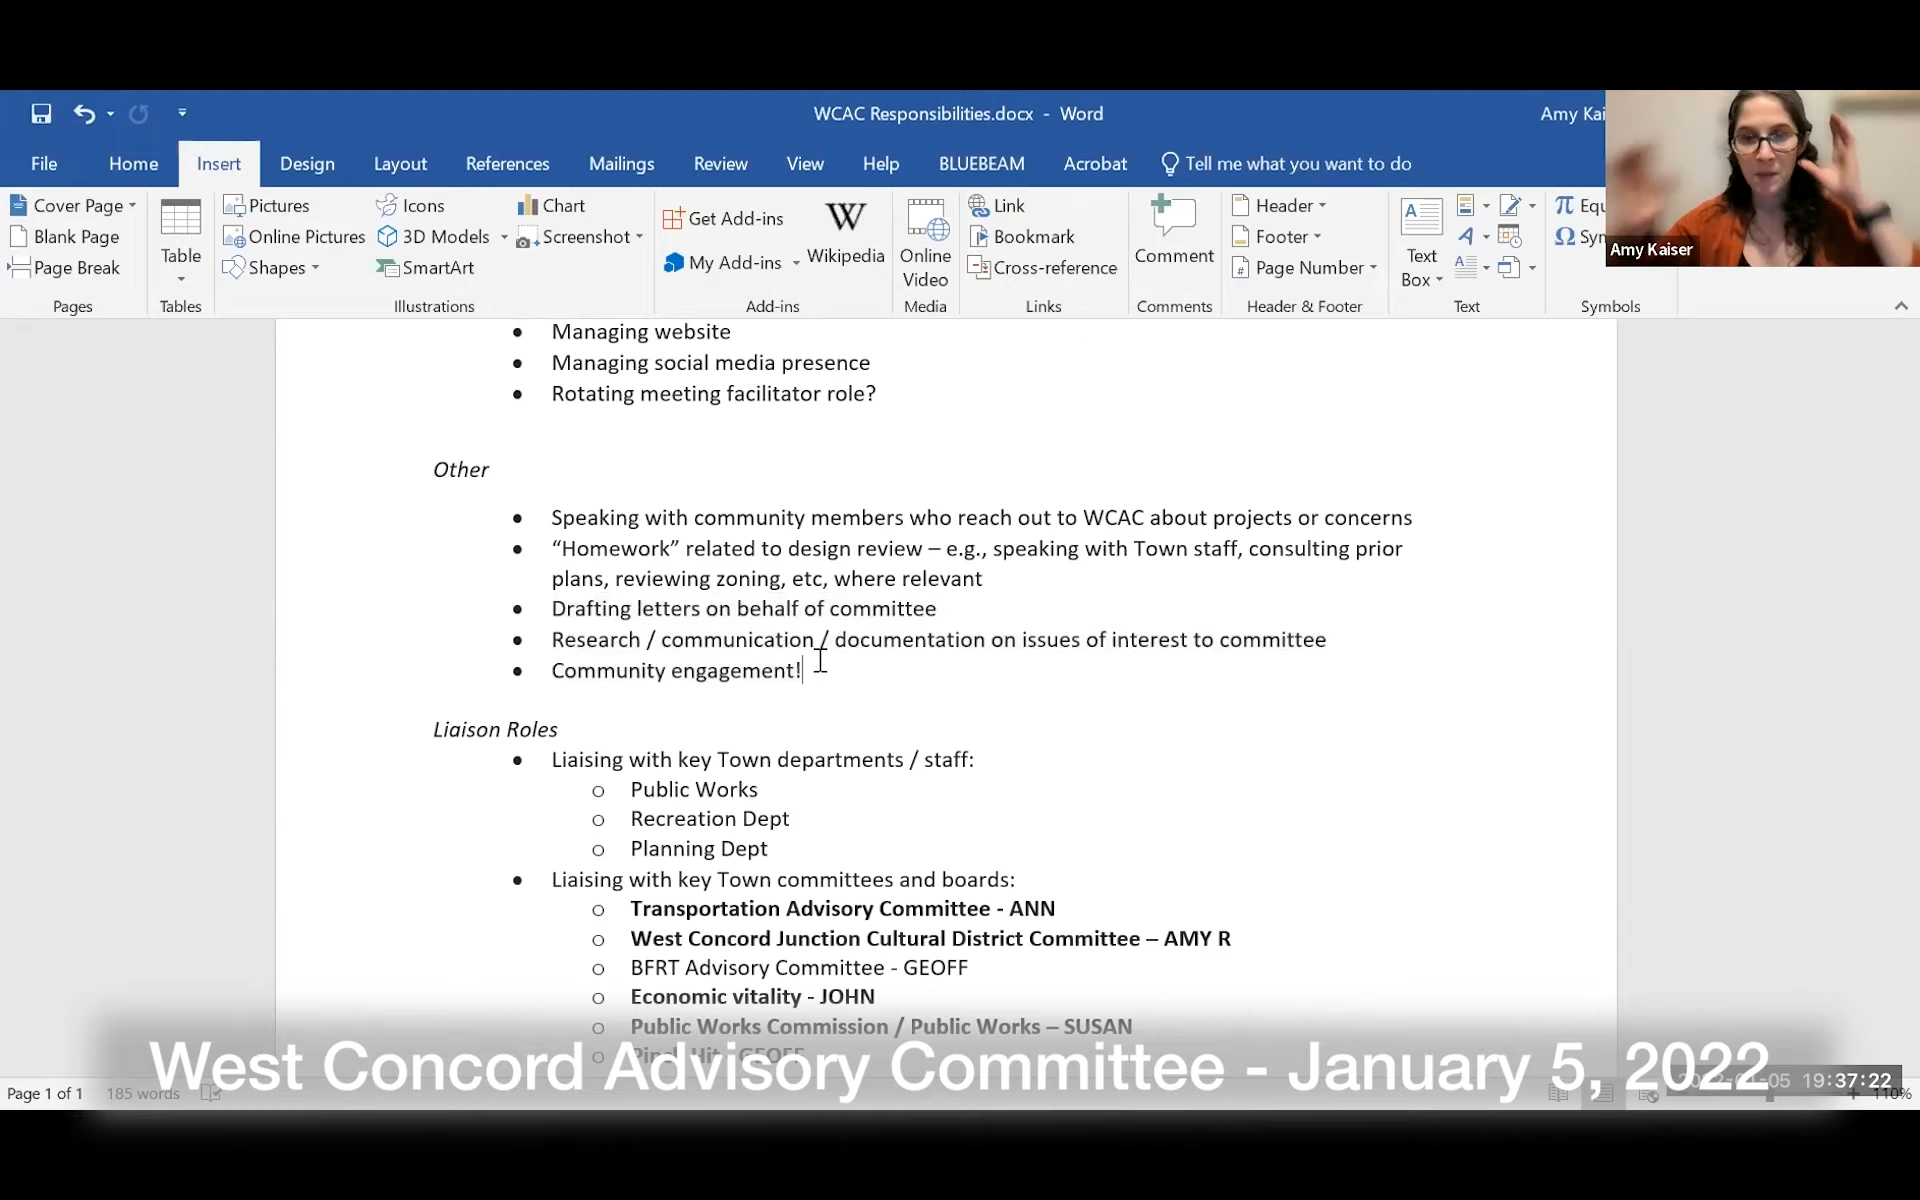 WCAC Responsibilities.docx - Word
Amy Kai
File Home Insert Design Layout References Mailings Review View Help BLUEBEAM Acrobat Tell me what you want to do
Cover Page
Blank Page
Page Break
Pages
Table
Tables
Pictures
Online Pictures
Shapes
Icons
3D Models
SmartArt
Chart
Screenshot
Illustrations
Get Add-ins
My Add-ins
W
Wikipedia
Add-ins
Online
Video
Media
Link
Bookmark
Cross-reference
Links
Comment
Comments
Header
Footer
Page Number
Header & Footer
A
Text
Box
Text
π Equ
Ω Sym
Symbols
Amy Kaiser
• Managing website
• Managing social media presence
• Rotating meeting facilitator role?
Other
• Speaking with community members who reach out to WCAC about projects or concerns
• “Homework” related to design review – e.g., speaking with Town staff, consulting prior
plans, reviewing zoning, etc, where relevant
• Drafting letters on behalf of committee
• Research / communication / documentation on issues of interest to committee
• Community engagement!
Liaison Roles
• Liaising with key Town departments / staff:
o Public Works
o Recreation Dept
o Planning Dept
• Liaising with key Town committees and boards:
o Transportation Advisory Committee - ANN
o West Concord Junction Cultural District Committee – AMY R
o BFRT Advisory Committee - GEOFF
o Economic vitality - JOHN
o Public Works Commission / Public Works – SUSAN
West Concord Advisory Committee - January 5, 2022
Page 1 of 1 185 words
19:37:22
110%